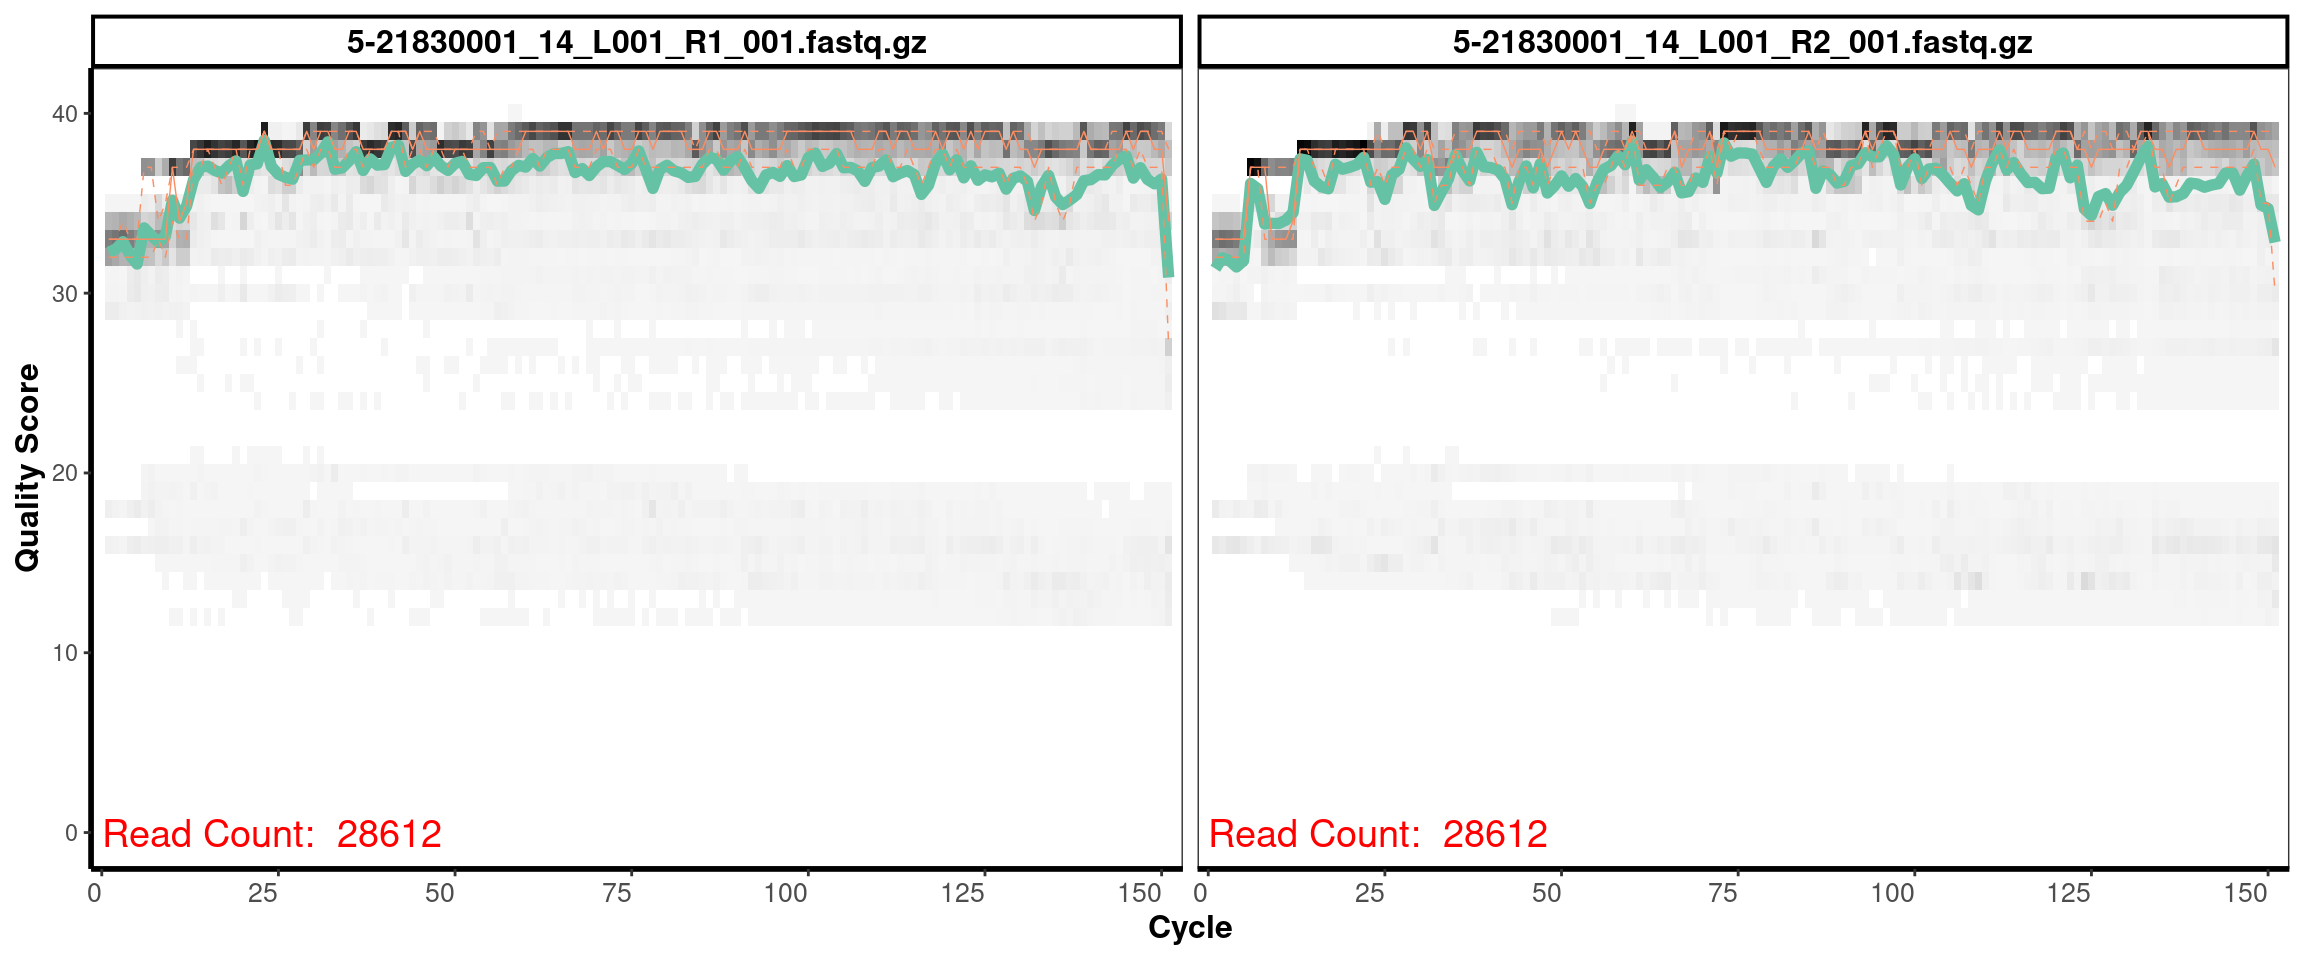 5-21830001_14_L001_R1_001.fastq.gz
5-21830001_14_L001_R2_001.fastq.gz
Quality Score
40
30
20
10
0
Read Count:  28612
Read Count:  28612
0 25 50 75 100 125 150
0 25 50 75 100 125 150
Cycle